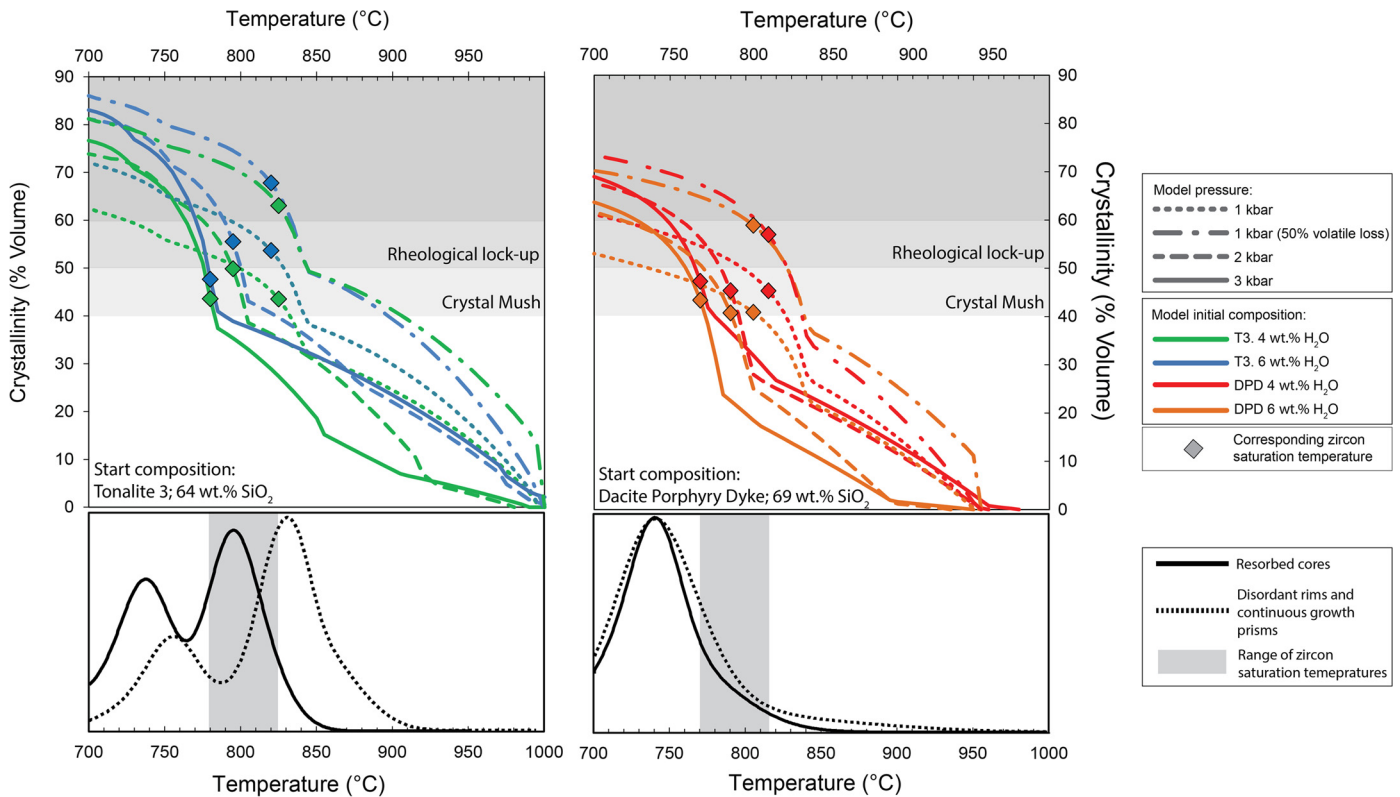 Temperature (°C)
700 750 800 850 900 950
90
80
70
60
50
40
30
20
10
0
Crystallinity (% Volume)
Rheological lock-up
Crystal Mush
Start composition:
Tonalite 3; 64 wt.% SiO₂
700 750 800 850 900 950 1000
Temperature (°C)
Temperature (°C)
700 750 800 850 900 950
90
80
70
60
50
40
30
20
10
0
Crystallinity (% Volume)
Rheological lock-up
Crystal Mush
Start composition:
Dacite Porphyry Dyke; 69 wt.% SiO₂
700 750 800 850 900 950 1000
Temperature (°C)
Model pressure:
1 kbar
1 kbar (50% volatile loss)
2 kbar
3 kbar
Model initial composition:
T3. 4 wt.% H₂O
T3. 6 wt.% H₂O
DPD 4 wt.% H₂O
DPD 6 wt.% H₂O
Corresponding zircon
saturation temperature
Resorbed cores
Disordant rims and
continuous growth
prisms
Range of zircon
saturation temepratures